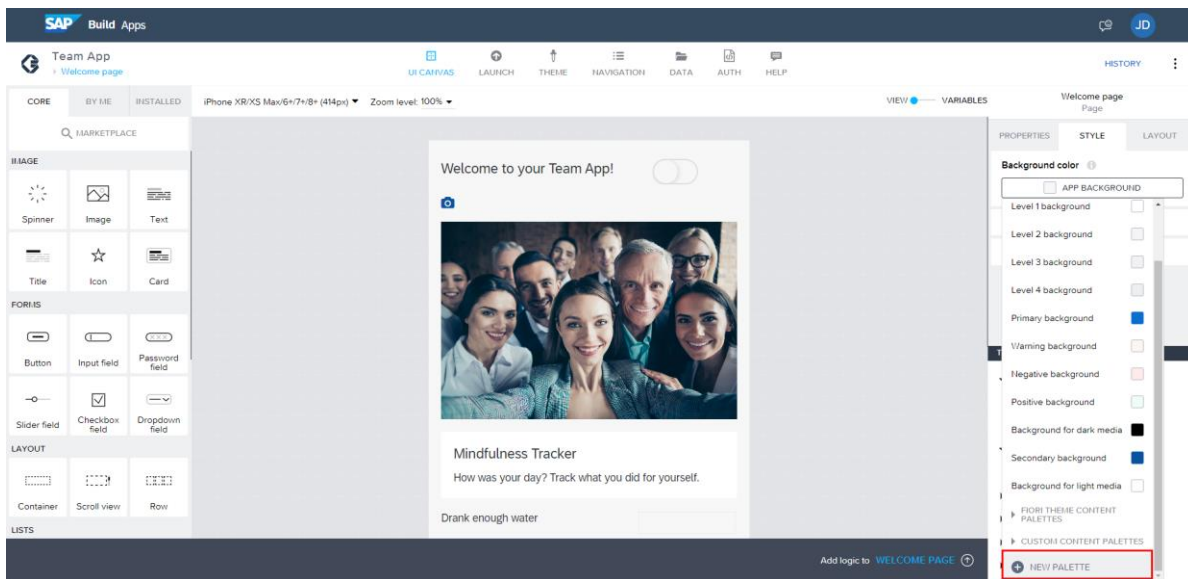 SAP Build Apps
JD
Team App
Welcome page
UI CANVAS LAUNCH THEME NAVIGATION DATA AUTH HELP
HISTORY
CORE BY ME INSTALLED
iPhone XR/XS Max/6+/7+/8+ (414px) Zoom level: 100%
VIEW VARIABLES
Welcome page
Page
MARKETPLACE
PROPERTIES STYLE LAYOUT
IMAGE
Spinner Image Text
Title Icon Card
FORMS
Button Input field Password field
Slider field Checkbox field Dropdown field
LAYOUT
Container Scroll view Row
LISTS
Welcome to your Team App!
Mindfulness Tracker
How was your day? Track what you did for yourself.
Drank enough water
Add logic to WELCOME PAGE
Background color
APP BACKGROUND
Level 1 background
Level 2 background
Level 3 background
Level 4 background
Primary background
Warning background
Negative background
Positive background
Background for dark media
Secondary background
Background for light media
FIORI THEME CONTENT
PALETTES
CUSTOM CONTENT PALETTES
NEW PALETTE